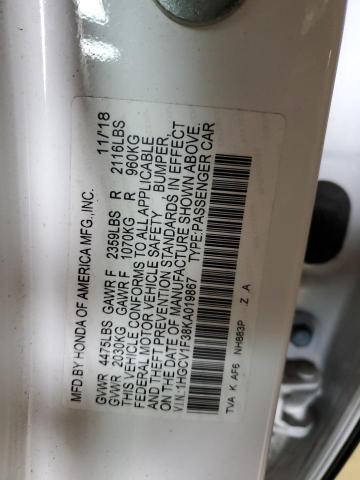 MFD BY HONDA OF AMERICA MFG.,INC. 11/18
GVWR 4475LBS GAWR F 2359LBS R 2116LBS
GVWR 2030KG GAWR F 1070KG R 960KG
THIS VEHICLE CONFORMS TO ALL APPLICABLE
FEDERAL MOTOR VEHICLE SAFETY, BUMPER,
AND THEFT PREVENTION STANDARDS IN EFFECT
ON THE DATE OF MANUFACTURE SHOWN ABOVE.
V.I.N.:1HGCV1F38KA019867 TYPE:PASSENGER CAR
TVA K AF6 NH883P Z A